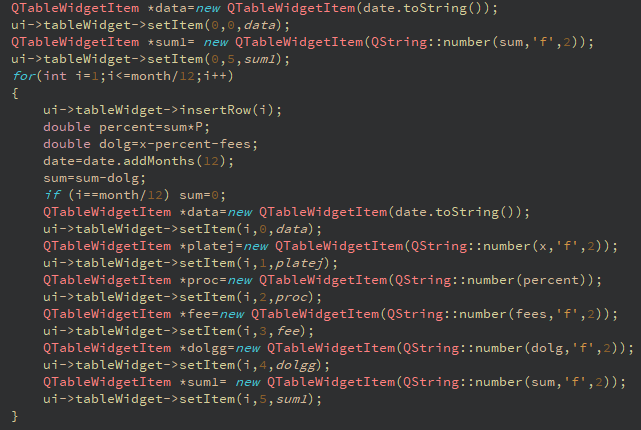 QTableWidgetItem *data=new QTableWidgetItem(date.toString());
ui->tableWidget->setItem(0,0,data);
QTableWidgetItem *sum1= new QTableWidgetItem(QString::number(sum,'f',2));
ui->tableWidget->setItem(0,5,sum1);
for(int i=1;i<=month/12;i++)
{
    ui->tableWidget->insertRow(i);
    double percent=sum*P;
    double dolg=x-percent-fees;
    date=date.addMonths(12);
    sum=sum-dolg;
    if (i==month/12) sum=0;
    QTableWidgetItem *data=new QTableWidgetItem(date.toString());
    ui->tableWidget->setItem(i,0,data);
    QTableWidgetItem *platej=new QTableWidgetItem(QString::number(x,'f',2));
    ui->tableWidget->setItem(i,1,platej);
    QTableWidgetItem *proc=new QTableWidgetItem(QString::number(percent));
    ui->tableWidget->setItem(i,2,proc);
    QTableWidgetItem *fee=new QTableWidgetItem(QString::number(fees,'f',2));
    ui->tableWidget->setItem(i,3,fee);
    QTableWidgetItem *dolgg=new QTableWidgetItem(QString::number(dolg,'f',2));
    ui->tableWidget->setItem(i,4,dolgg);
    QTableWidgetItem *sum1= new QTableWidgetItem(QString::number(sum,'f',2));
    ui->tableWidget->setItem(i,5,sum1);
}